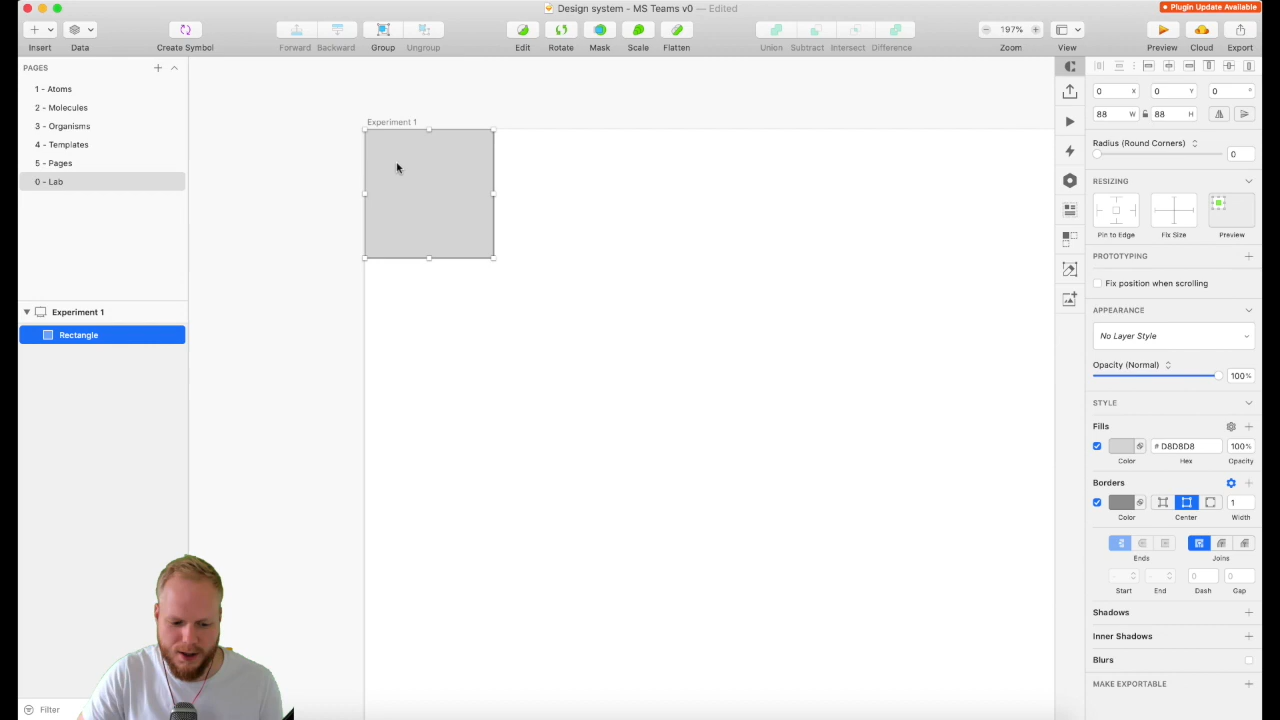 Design system - MS Teams v0 — Edited
Plugin Update Available
Insert
Data
Create Symbol
Forward
Backward
Group
Ungroup
Edit
Rotate
Mask
Scale
Flatten
Union
Subtract
Intersect
Difference
197%
Zoom
View
Preview
Cloud
Export
PAGES
1 - Atoms
2 - Molecules
3 - Organisms
4 - Templates
5 - Pages
0 - Lab
Experiment 1
Rectangle
Filter
Experiment 1
0 X 0 Y 0 °
88 W 88 H
Radius (Round Corners)
0
RESIZING
Pin to Edge Fix Size Preview
PROTOTYPING
Fix position when scrolling
APPEARANCE
No Layer Style
Opacity (Normal)
100%
STYLE
Fills
# D8D8D8 100%
Color Hex Opacity
Borders
1
Color Center Width
Ends Joins
- - 0 0
Start End Dash Gap
Shadows
Inner Shadows
Blurs
MAKE EXPORTABLE